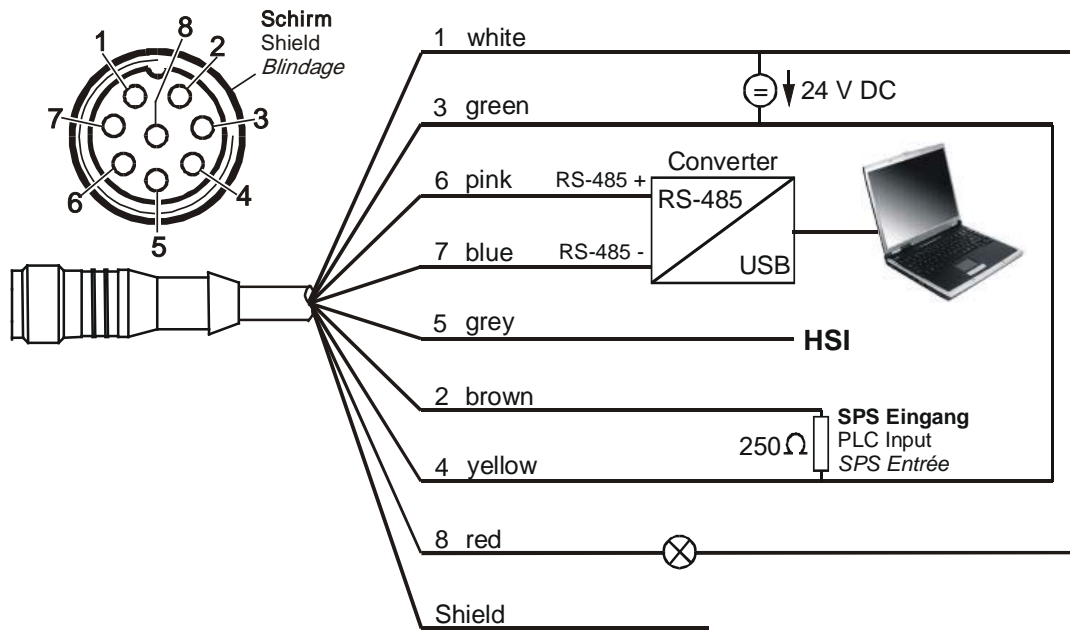 Schirm
Shield
Blindage
8
1
2
7
3
6
4
5
1 white
24 V DC
=
3 green
Converter
6 pink
RS-485 +
RS-485
7 blue
RS-485 -
USB
5 grey
HSI
2 brown
SPS Eingang
250Ω
PLC Input
SPS Entrée
4 yellow
8 red
Shield